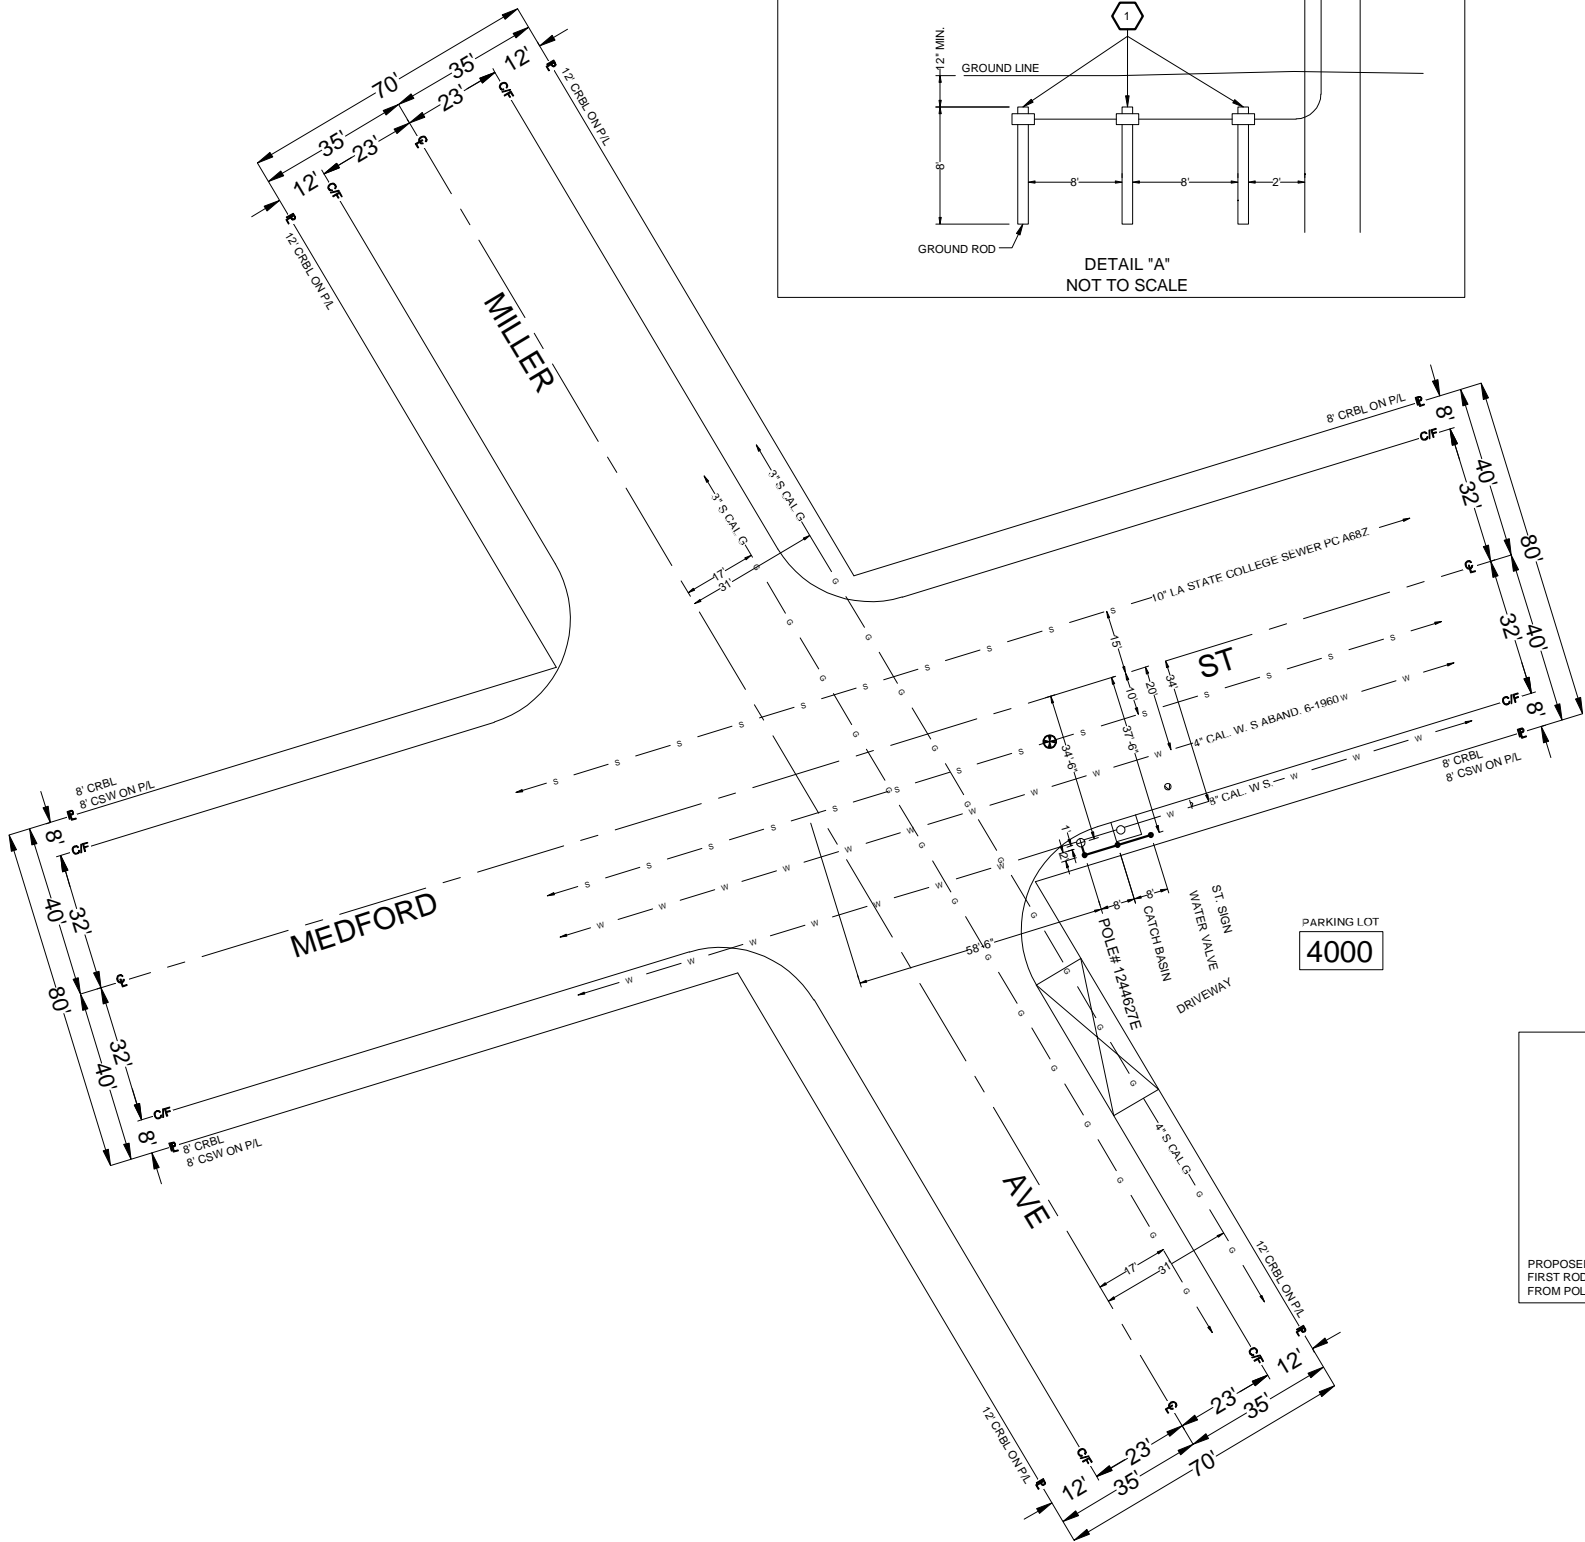 1
12" MIN.
GROUND LINE
8'
8'
8'
2'
GROUND ROD
DETAIL "A"
NOT TO SCALE
70'
35'
35'
12'
23'
23'
12'
C/F
C/F
12' CRBL ON P/L
12' CRBL ON P/L
MILLER
3" S CAL G
3" S CAL G
17'
31'
8' CRBL ON P/L
C/F
8'
40'
32'
80'
32'
40'
C/F
8'
8' CRBL
8' CSW ON P/L
10" LA STATE COLLEGE SEWER PC A68Z
ST
15'
10'
20'
34'
34'-6"
37'-6"
4" CAL. W. S ABAND. 6-1960
8" CAL. W S.
1'
2'
8'
8'
58'-6"
POLE# 1244627E
CATCH BASIN
WATER VALVE
ST. SIGN
DRIVEWAY
PARKING LOT
4000
8' CRBL
8' CSW ON P/L
8'
C/F
40'
32'
80'
32'
40'
C/F
8'
8' CRBL
8' CSW ON P/L
MEDFORD
AVE
4" S CAL G
17'
31'
12' CRBL ON P/L
12' CRBL ON P/L
C/F
C/F
12'
23'
35'
23'
12'
35'
70'
FIRST ROD